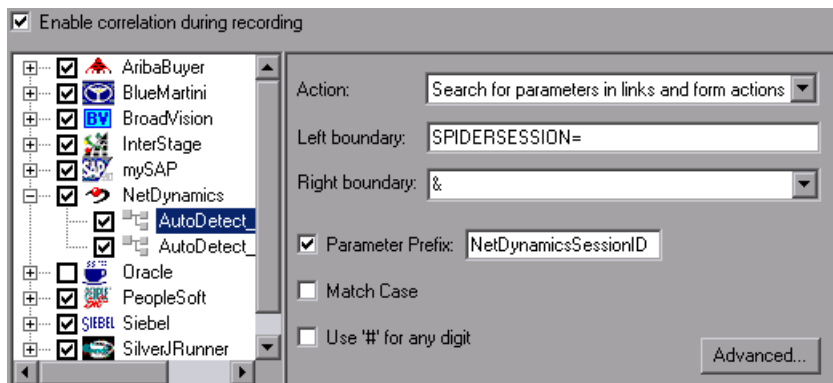 Enable correlation during recording
AribaBuyer
BlueMartini
BV BroadVision
InterStage
SAP mySAP
NetDynamics
AutoDetect_
AutoDetect_
Oracle
PeopleSoft
SIEBEL Siebel
SilverJRunner
Action: Search for parameters in links and form actions
Left boundary: SPIDERSESSION=
Right boundary: &
Parameter Prefix: NetDynamicsSessionID
Match Case
Use '#' for any digit
Advanced...